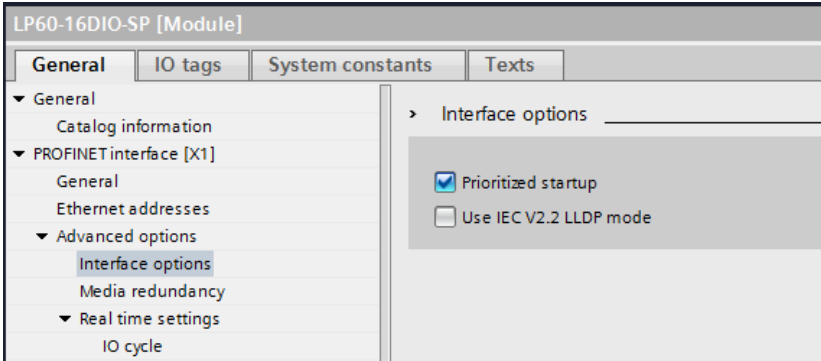 LP60-16DIO-SP [Module]
General IO tags System constants Texts
General
Catalog information
PROFINET interface [X1]
General
Ethernet addresses
Advanced options
Interface options
Media redundancy
Real time settings
IO cycle
Interface options
Prioritized startup
Use IEC V2.2 LLDP mode